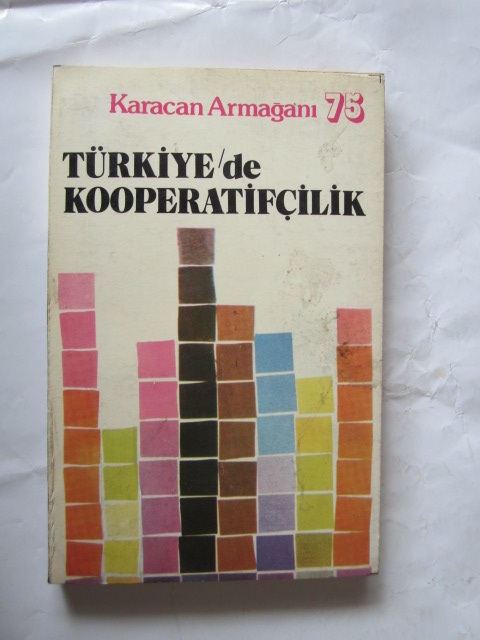 Karacan Armağanı 75
TÜRKİYE/de
KOOPERATİFÇİLİK